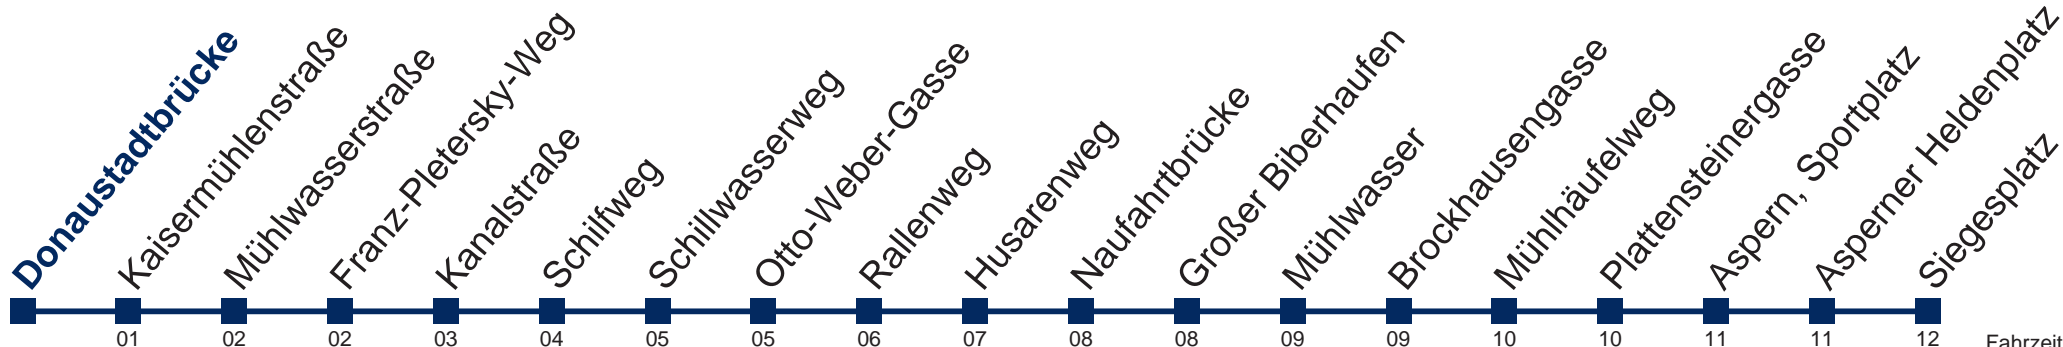 Donaustadtbrücke
Kaisermühlenstraße
Mühlwasserstraße
Franz-Pletersky-Weg
Kanalstraße
Schilfweg
Schillwasserweg
Otto-Weber-Gasse
Rallenweg
Husarenweg
Naufahrtbrücke
Großer Biberhaufen
Mühlwasser
Brockhausengasse
Mühlhäufelweg
Plattensteinergasse
Aspern, Sportplatz
Asperner Heldenplatz
Siegesplatz
01 02 02 03 04 05 05 06 07 08 08 09 09 10 10 11 11 12 Fahrzeit